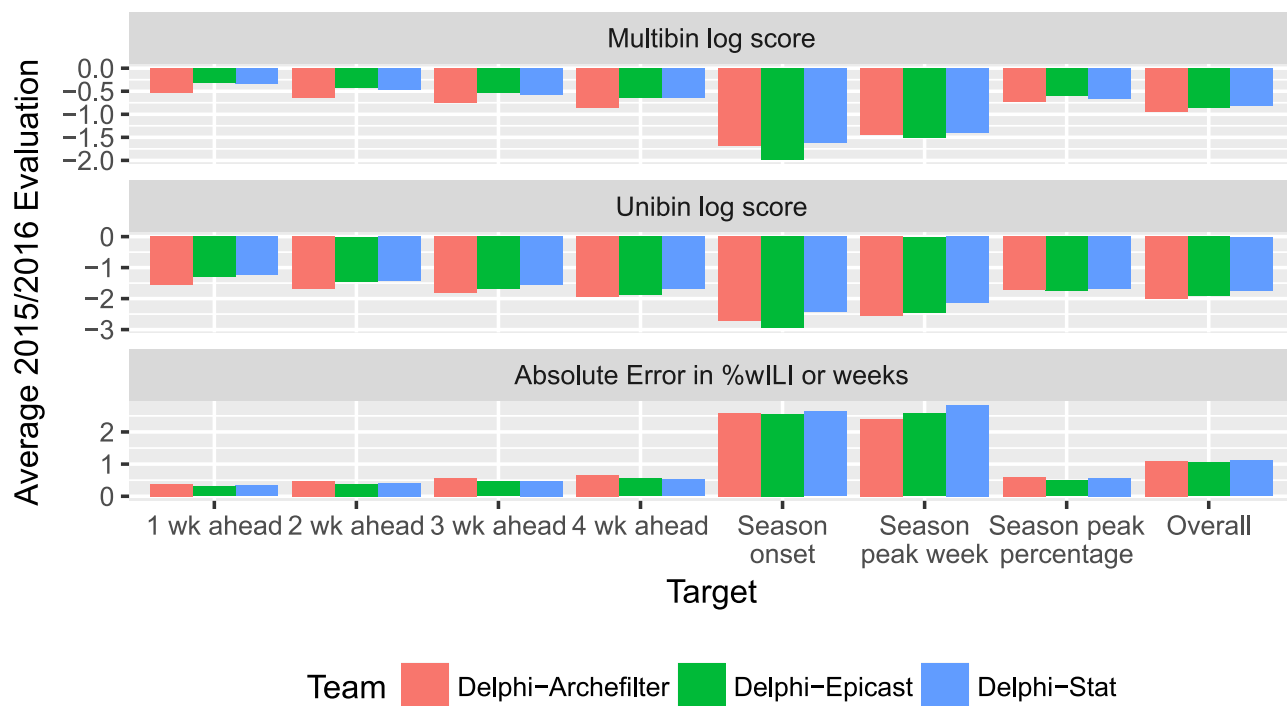 Average 2015/2016 Evaluation
Multibin log score
0.0
−0.5
−1.0
−1.5
−2.0
Unibin log score
0
−1
−2
−3
Absolute Error in %wILI or weeks
2
1
0
1 wk ahead 2 wk ahead 3 wk ahead 4 wk ahead Season Season Season peak Overall
onset peak week percentage
Target
Team Delphi−Archefilter Delphi−Epicast Delphi−Stat